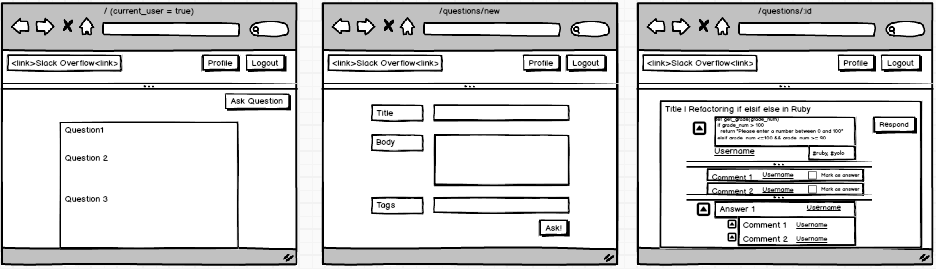 / (current_user = true)
<link>Slack Overflow<link>
Profile
Logout
Ask Question
Question1
Question 2
Question 3
/questions/new
<link>Slack Overflow<link>
Profile
Logout
Title
Body
Tags
Ask!
/questions/:id
<link>Slack Overflow<link>
Profile
Logout
Title | Refactoring if elsif else in Ruby
def get_grade(grade_num)
if grade_num > 100
return "Please enter a number between 0 and 100"
elsif grade_num <=100 && grade_num >= 90
Respond
Username
#ruby, #yolo
Comment 1 Username Mark as answer
Comment 2 Username Mark as answer
Answer 1 Username
Comment 1 Username
Comment 2 Username